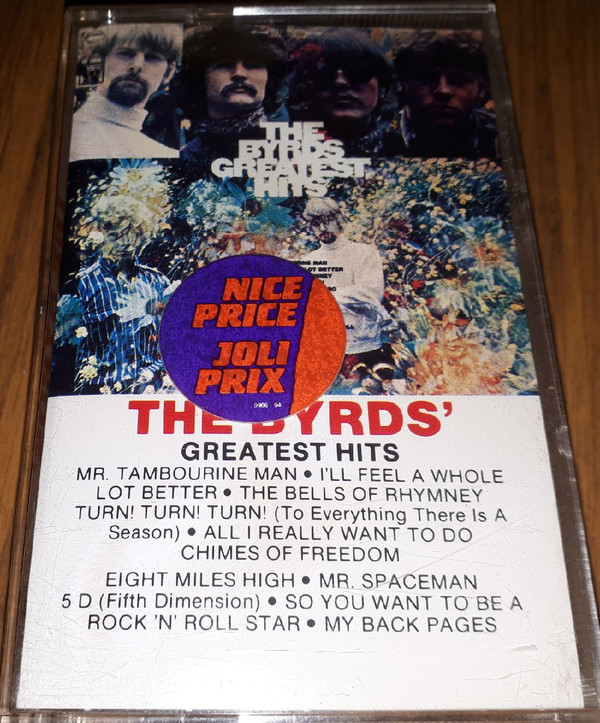 THE
BYRDS
GREATEST
HITS
NICE
PRICE
JOLI
PRIX
THE BYRDS'
GREATEST HITS
MR. TAMBOURINE MAN • I'LL FEEL A WHOLE
LOT BETTER • THE BELLS OF RHYMNEY
TURN! TURN! TURN! (To Everything There Is A
Season) • ALL I REALLY WANT TO DO
CHIMES OF FREEDOM
EIGHT MILES HIGH • MR. SPACEMAN
5 D (Fifth Dimension) • SO YOU WANT TO BE A
ROCK 'N' ROLL STAR • MY BACK PAGES